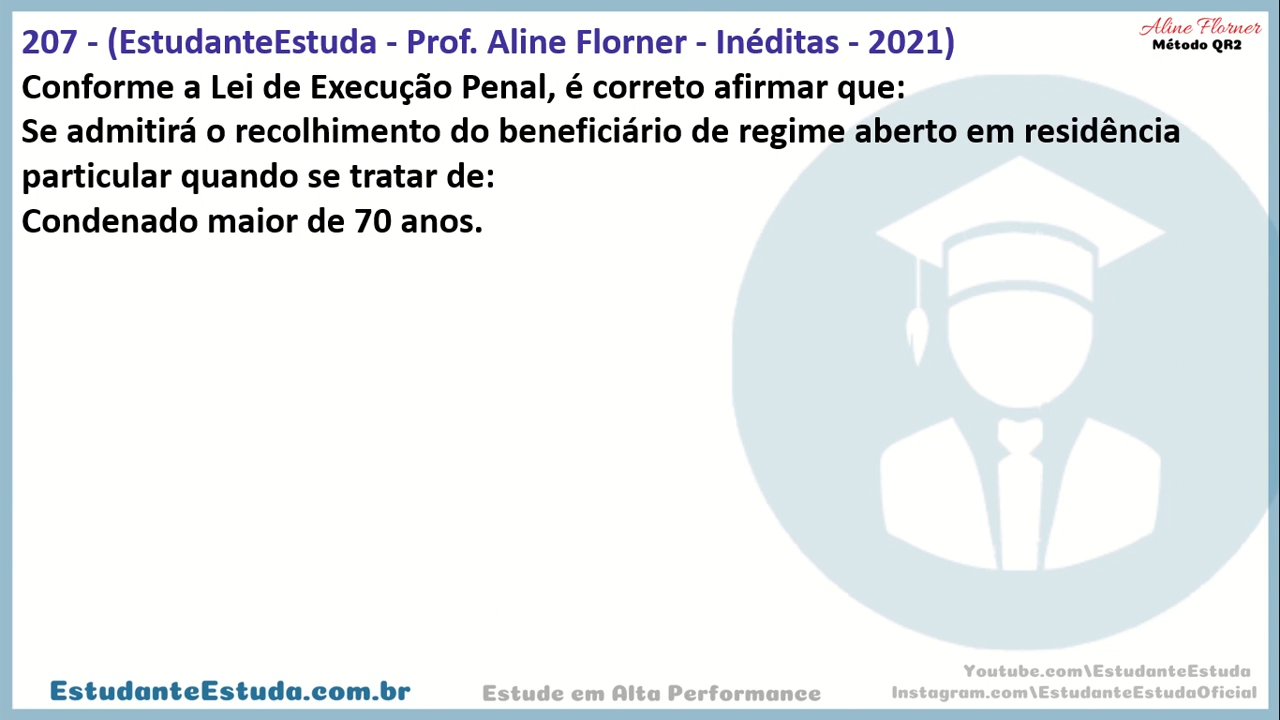 Aline Florner
Método QR2
207 - (EstudanteEstuda - Prof. Aline Florner - Inéditas - 2021)
Conforme a Lei de Execução Penal, é correto afirmar que:
Se admitirá o recolhimento do beneficiário de regime aberto em residência
particular quando se tratar de:
Condenado maior de 70 anos.
EstudanteEstuda.com.br
Estude em Alta Performance
Youtube.com\EstudanteEstuda
Instagram.com\EstudanteEstudaOficial